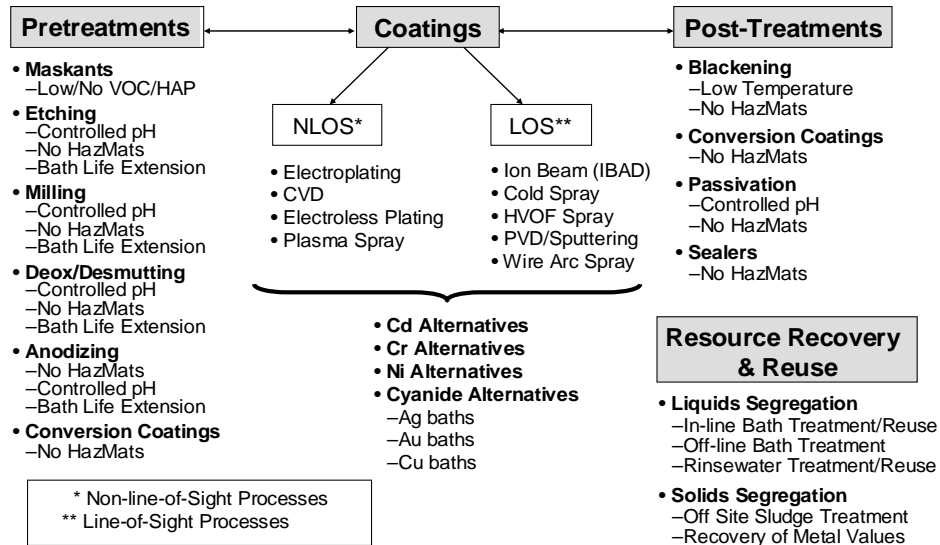 Pretreatments
• Maskants
–Low/No VOC/HAP
• Etching
–Controlled pH
–No HazMats
–Bath Life Extension
• Milling
–Controlled pH
–No HazMats
–Bath Life Extension
• Deox/Desmutting
–Controlled pH
–No HazMats
–Bath Life Extension
• Anodizing
–No HazMats
–Controlled pH
–Bath Life Extension
• Conversion Coatings
–No HazMats
Coatings
NLOS*
• Electroplating
• CVD
• Electroless Plating
• Plasma Spray
LOS**
• Ion Beam (IBAD)
• Cold Spray
• HVOF Spray
• PVD/Sputtering
• Wire Arc Spray
• Cd Alternatives
• Cr Alternatives
• Ni Alternatives
• Cyanide Alternatives
–Ag baths
–Au baths
–Cu baths
Post-Treatments
• Blackening
–Low Temperature
–No HazMats
• Conversion Coatings
–No HazMats
• Passivation
–Controlled pH
–No HazMats
• Sealers
–No HazMats
Resource Recovery
& Reuse
• Liquids Segregation
–In-line Bath Treatment/Reuse
–Off-line Bath Treatment
–Rinsewater Treatment/Reuse
• Solids Segregation
–Off Site Sludge Treatment
–Recovery of Metal Values
* Non-line-of-Sight Processes
** Line-of-Sight Processes